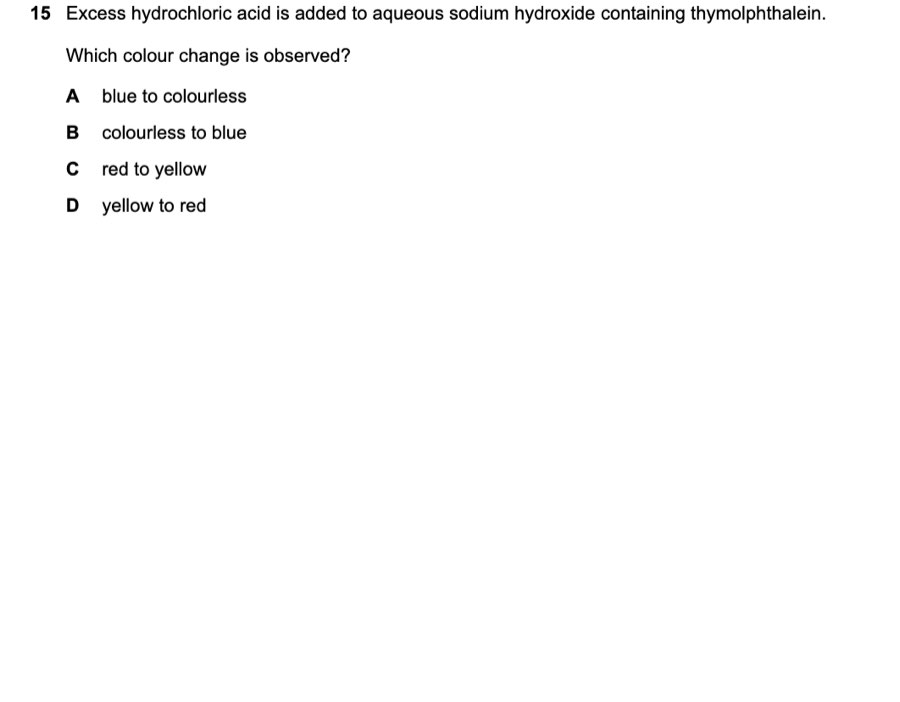 15 Excess hydrochloric acid is added to aqueous sodium hydroxide containing thymolphthalein.
Which colour change is observed?
A blue to colourless
B colourless to blue
C red to yellow
D yellow to red